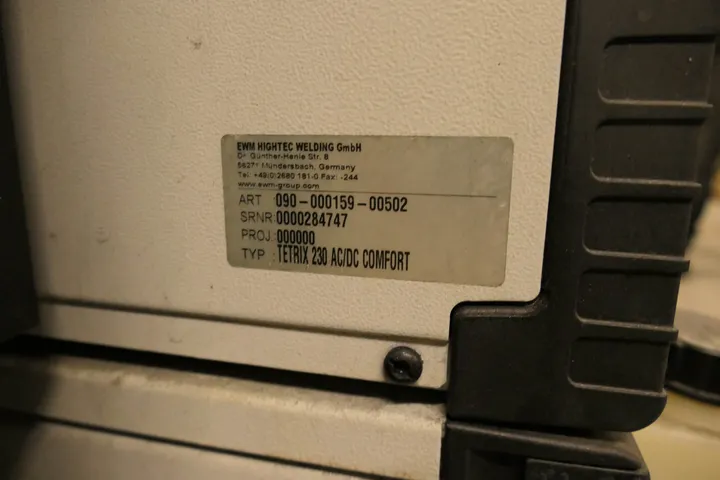 EWM HIGHTEC WELDING GmbH
Dr. Günther-Henle Str. 8
56271 Mündersbach, Germany
Tel: +49(0)2680 181-0 Fax: -244
www.ewm-group.com
ART :090-000159-00502
SRNR:0000284747
PROJ:000000
TYP :TETRIX 230 AC/DC COMFORT